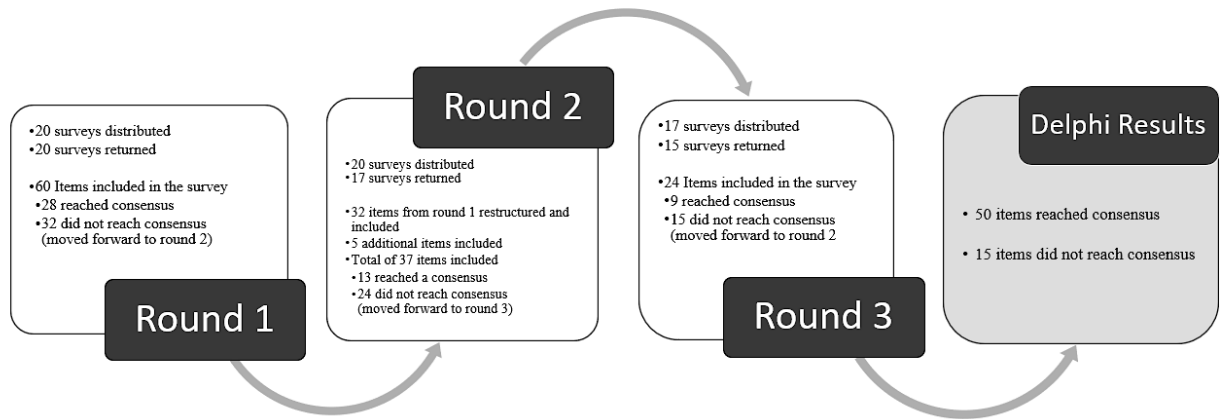 •20 surveys distributed
•20 surveys returned
•60 Items included in the survey
•28 reached consensus
•32 did not reach consensus
(moved forward to round 2)
Round 1
Round 2
•20 surveys distributed
•17 surveys returned
•32 items from round 1 restructured and
included
•5 additional items included
•Total of 37 items included
•13 reached a consensus
•24 did not reach consensus
(moved forward to round 3)
•17 surveys distributed
•15 surveys returned
•24 Items included in the survey
•9 reached consensus
•15 did not reach consensus
(moved forward to round 2
Round 3
Delphi Results
• 50 items reached consensus
• 15 items did not reach consensus